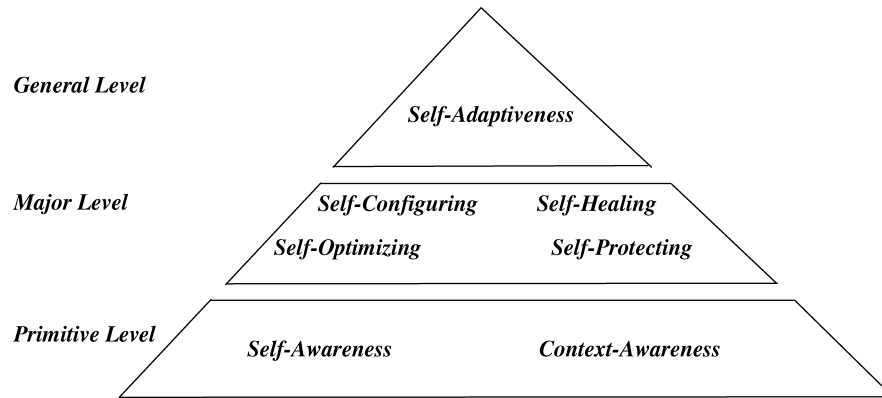 General Level
Self-Adaptiveness
Major Level
Self-Configuring Self-Healing
Self-Optimizing Self-Protecting
Primitive Level
Self-Awareness Context-Awareness